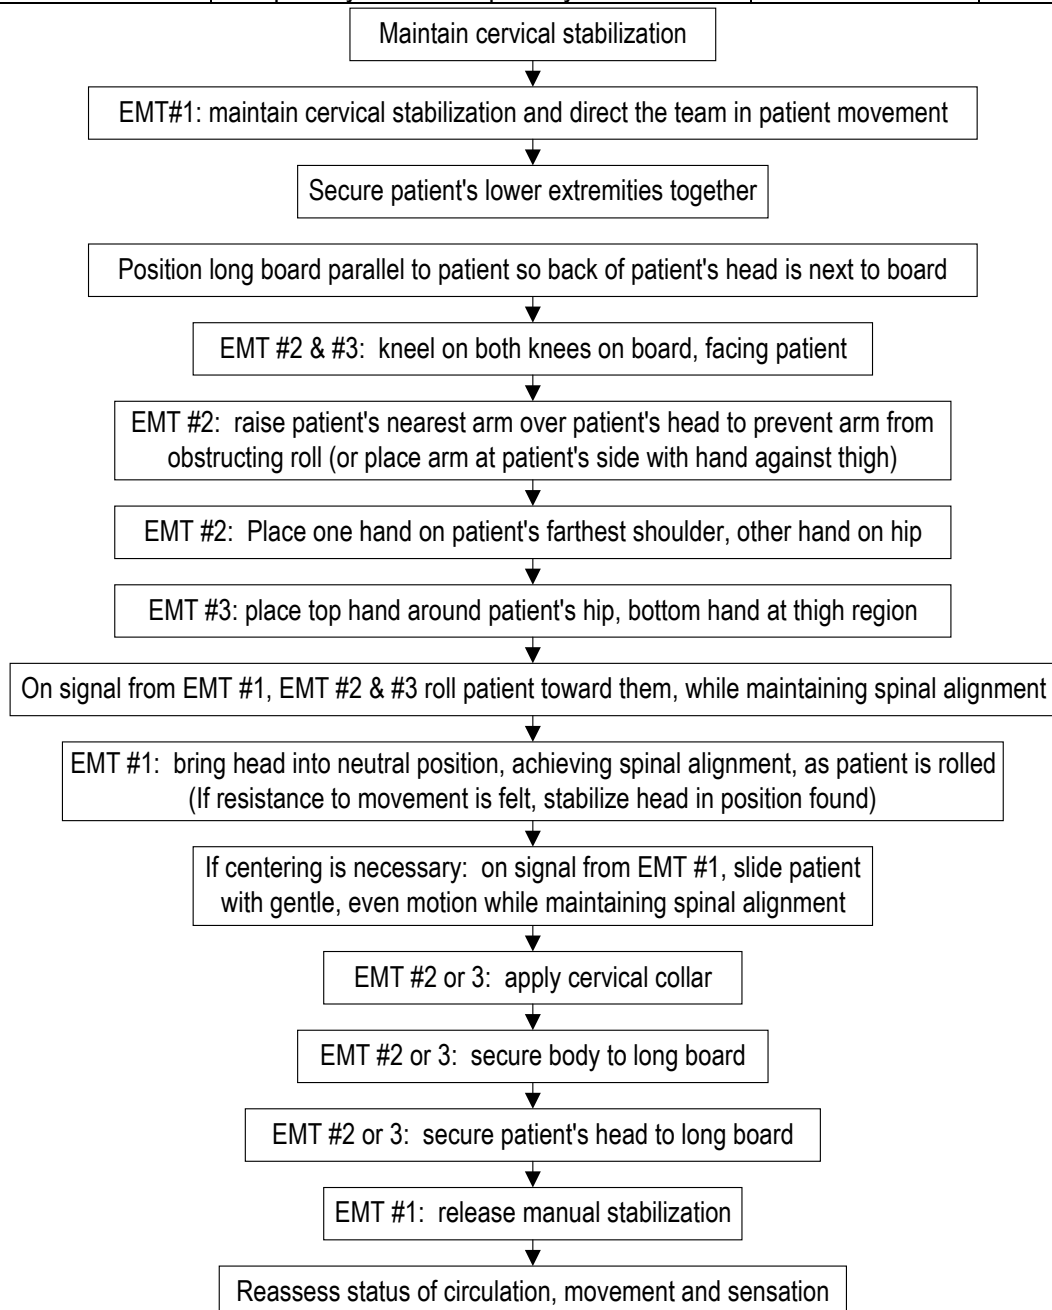 Maintain cervical stabilization
EMT#1: maintain cervical stabilization and direct the team in patient movement
Secure patient's lower extremities together
Position long board parallel to patient so back of patient's head is next to board
EMT #2 & #3:  kneel on both knees on board, facing patient
EMT #2:  raise patient's nearest arm over patient's head to prevent arm from
obstructing roll (or place arm at patient's side with hand against thigh)
EMT #2:  Place one hand on patient's farthest shoulder, other hand on hip
EMT #3: place top hand around patient's hip, bottom hand at thigh region
On signal from EMT #1, EMT #2 & #3 roll patient toward them, while maintaining spinal alignment
EMT #1:  bring head into neutral position, achieving spinal alignment, as patient is rolled
(If resistance to movement is felt, stabilize head in position found)
If centering is necessary:  on signal from EMT #1, slide patient
with gentle, even motion while maintaining spinal alignment
EMT #2 or 3:  apply cervical collar
EMT #2 or 3:  secure body to long board
EMT #2 or 3:  secure patient's head to long board
EMT #1:  release manual stabilization
Reassess status of circulation, movement and sensation